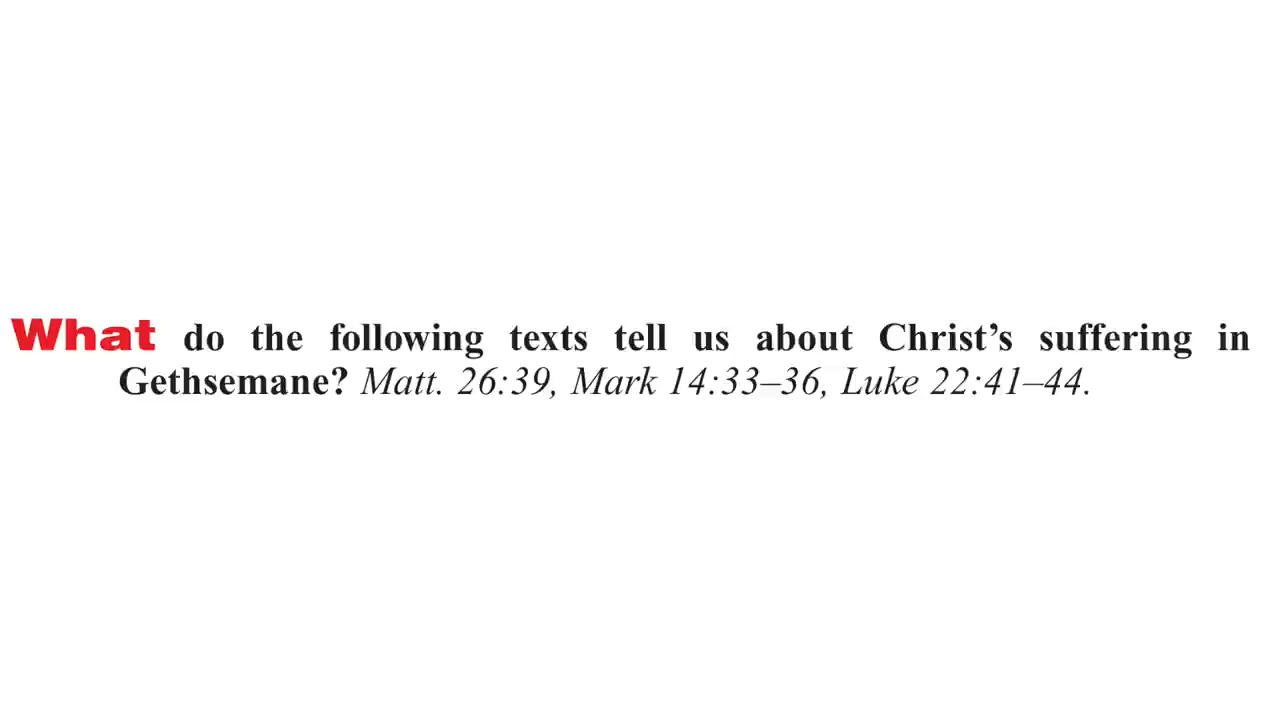 What do the following texts tell us about Christ’s suffering in
Gethsemane? Matt. 26:39, Mark 14:33–36, Luke 22:41–44.